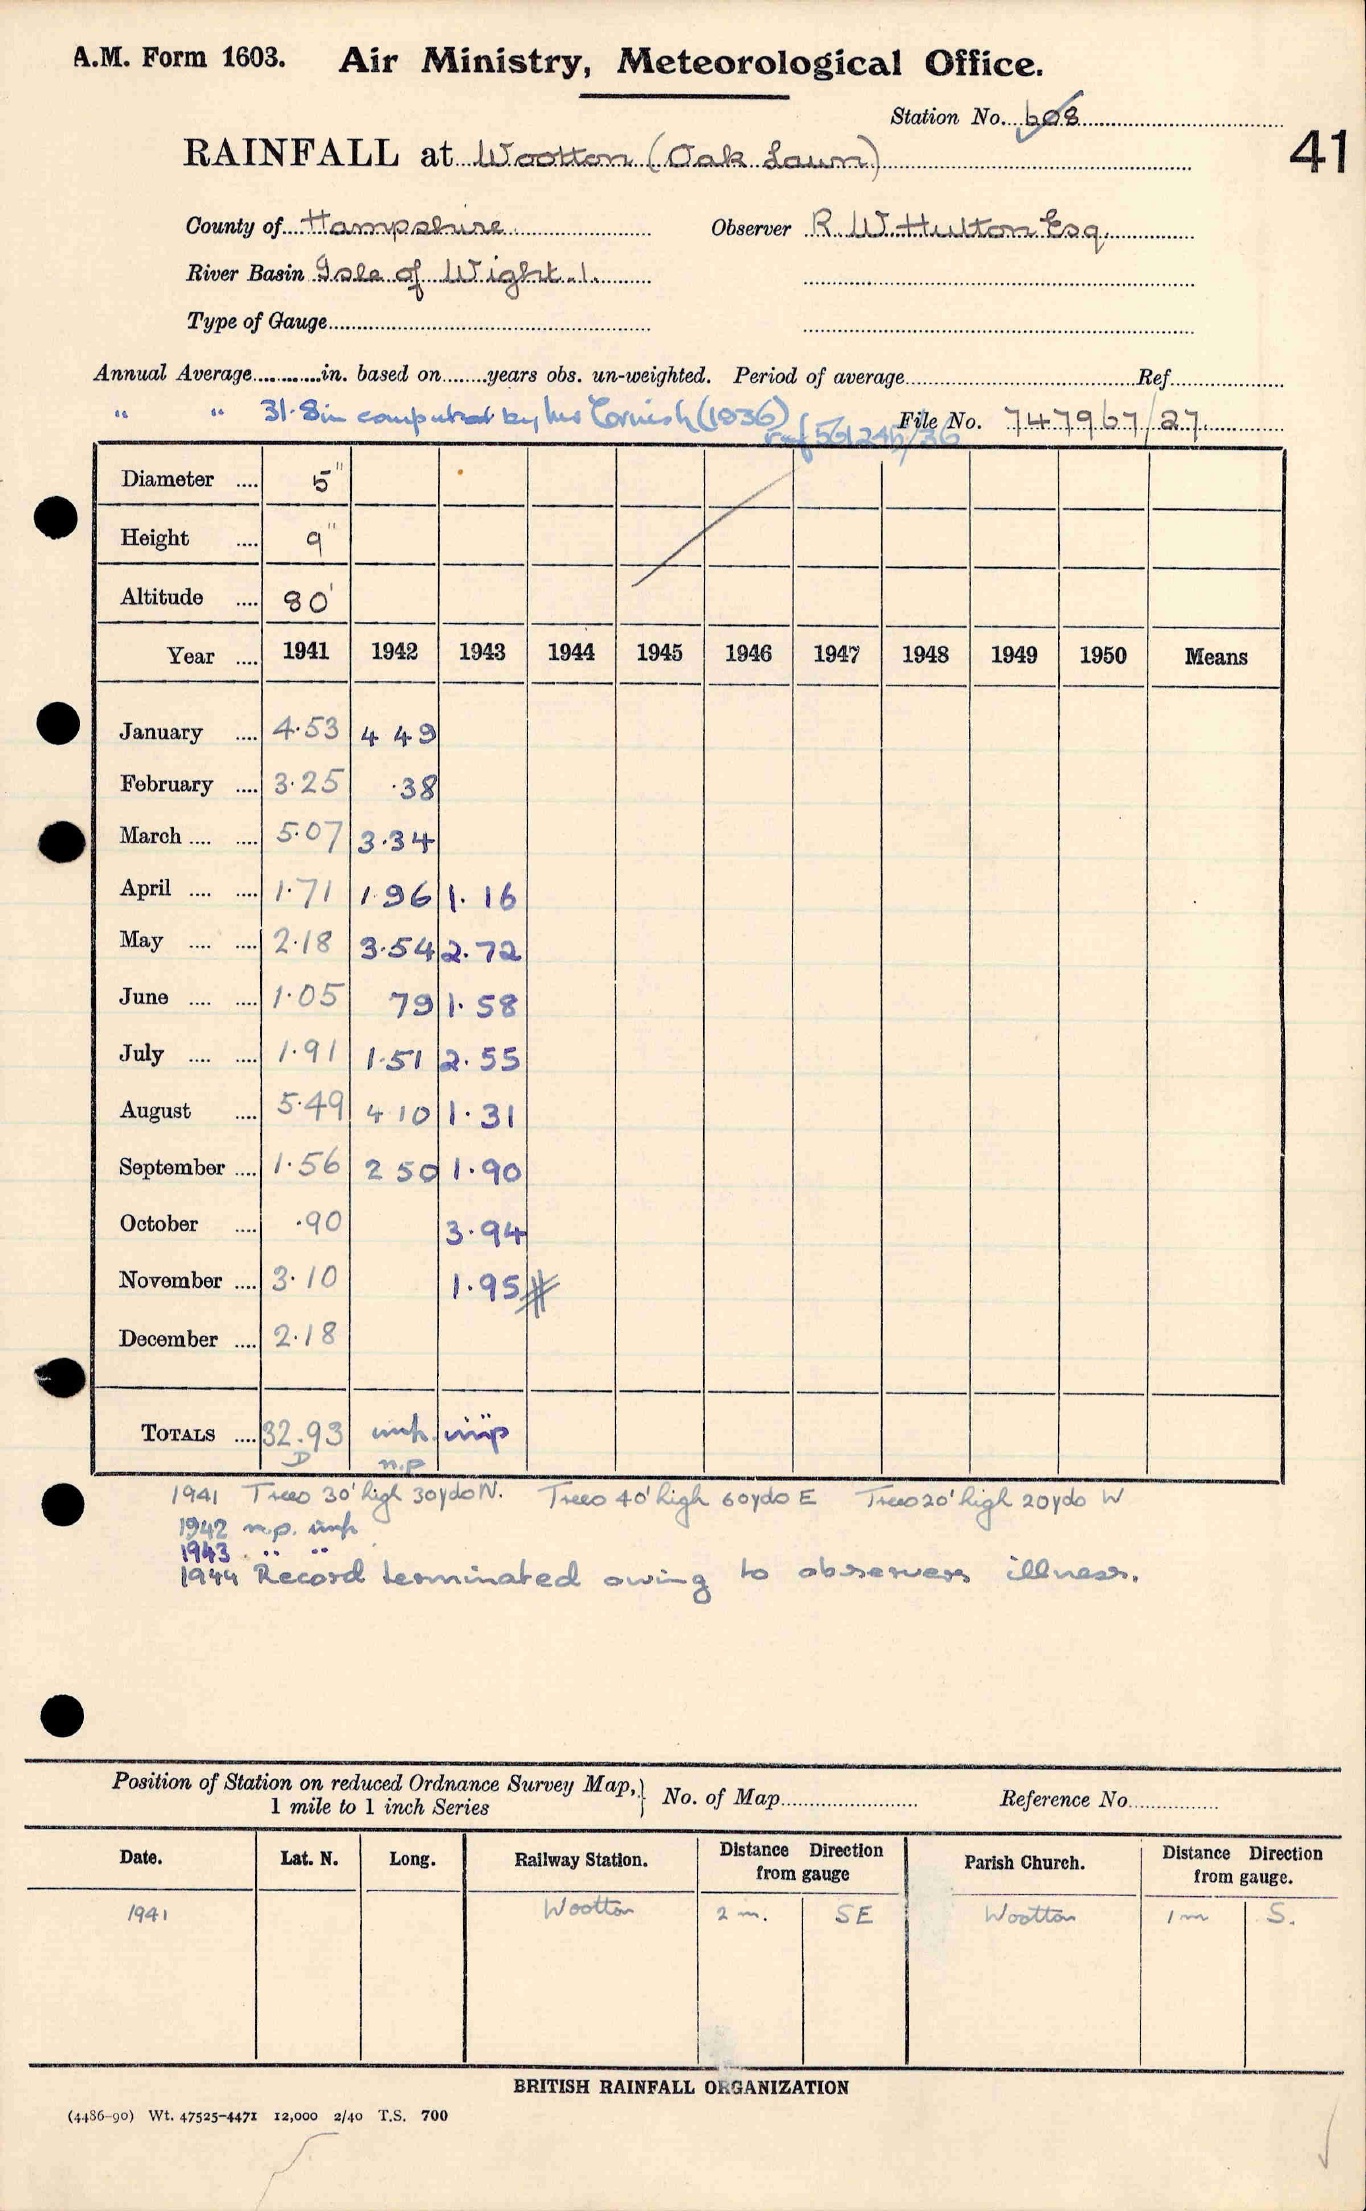 A.M. Form 1603. Air Ministry, Meteorological Office.
Station No. 608
RAINFALL at Wootton (Oak Lawn)
41
County of Hampshire Observer R. W. Hulton Esq.
River Basin Isle of Wight. 1.
Type of Gauge
Annual Average in. based on years obs. un-weighted. Period of average Ref
" " 31.8in computed by Mr Cornish (1936) File No. 747967/27
ref 561245/36
Diameter 5"
Height 9"
Altitude 80'
Year 1941 1942 1943 1944 1945 1946 1947 1948 1949 1950 Means
January 4.53 4 49
February 3.25 .38
March 5.07 3.34
April 1.71 1.96 1.16
May 2.18 3.54 2.72
June 1.05 79 1.58
July 1.91 1.51 2.55
August 5.49 4 10 1.31
September 1.56 2 50 1.90
October .90 3.94
November 3.10 1.95
December 2.18
TOTALS 32.93 imp. imp
D n.p
1941 Trees 30' high 30yds N. Trees 40' high 60yds E Trees 20' high 20yds W
1942 n.p. imp
1943 .. ..
1944 Record terminated owing to observers illness.
Position of Station on reduced Ordnance Survey Map, No. of Map Reference No.
1 mile to 1 inch Series
Date. Lat. N. Long. Railway Station. Distance Direction from gauge Parish Church. Distance Direction from gauge.
1941 Wootton 2 m. SE Wootton 1 m S.
BRITISH RAINFALL ORGANIZATION
(4486-90) Wt. 47525-4471 12,000 2/40 T.S. 700